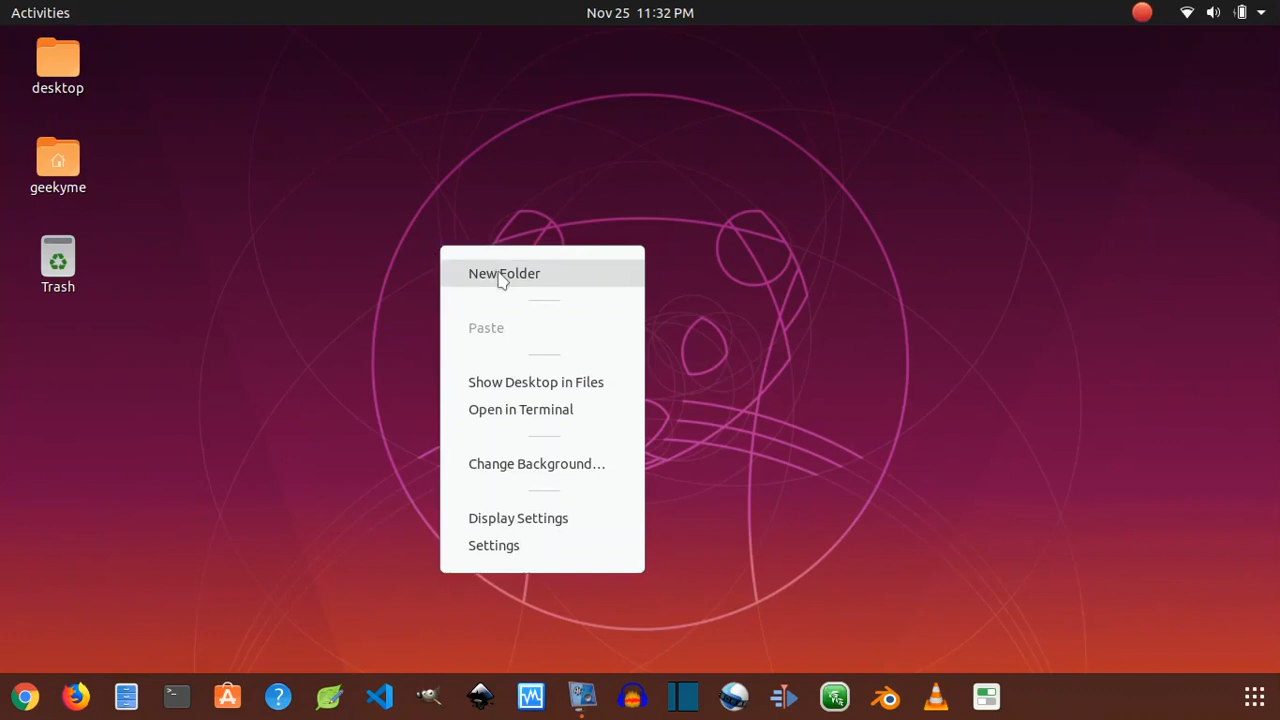 Activities
Nov 25 11:32 PM
desktop
geekyme
Trash
New Folder
Paste
Show Desktop in Files
Open in Terminal
Change Background…
Display Settings
Settings